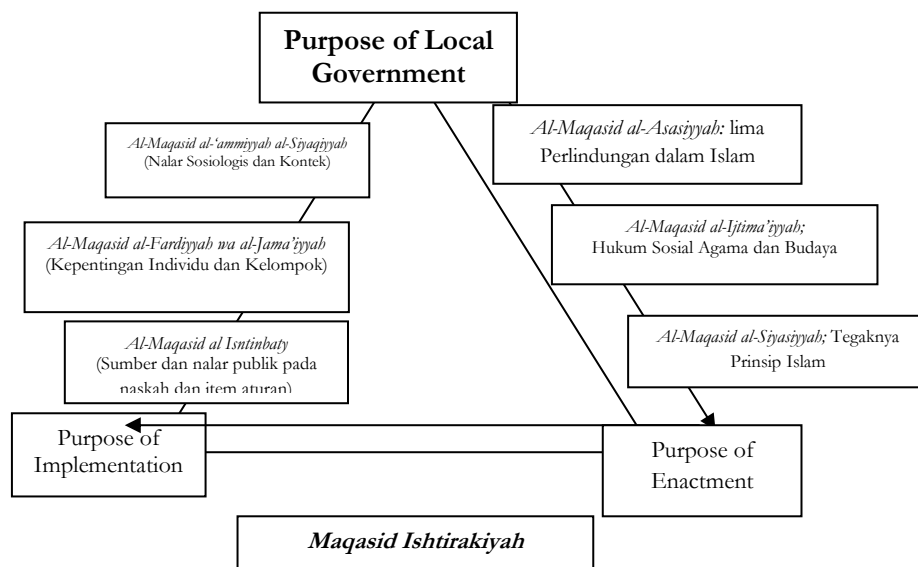 Purpose of Local
Government
Al-Maqasid al-‘ammiyyah al-Siyaqiyyah
(Nalar Sosiologis dan Kontek)
Al-Maqasid al-Asasiyyah: lima
Perlindungan dalam Islam
Al-Maqasid al-Fardiyyah wa al-Jama’iyyah
(Kepentingan Individu dan Kelompok)
Al-Maqasid al-Ijtima’iyyah;
Hukum Sosial Agama dan Budaya
Al-Maqasid al Isntinbaty
(Sumber dan nalar publik pada
naskah dan item aturan)
Al-Maqasid al-Siyasiyyah; Tegaknya
Prinsip Islam
Purpose of
Implementation
Purpose of
Enactment
Maqasid Ishtirakiyah